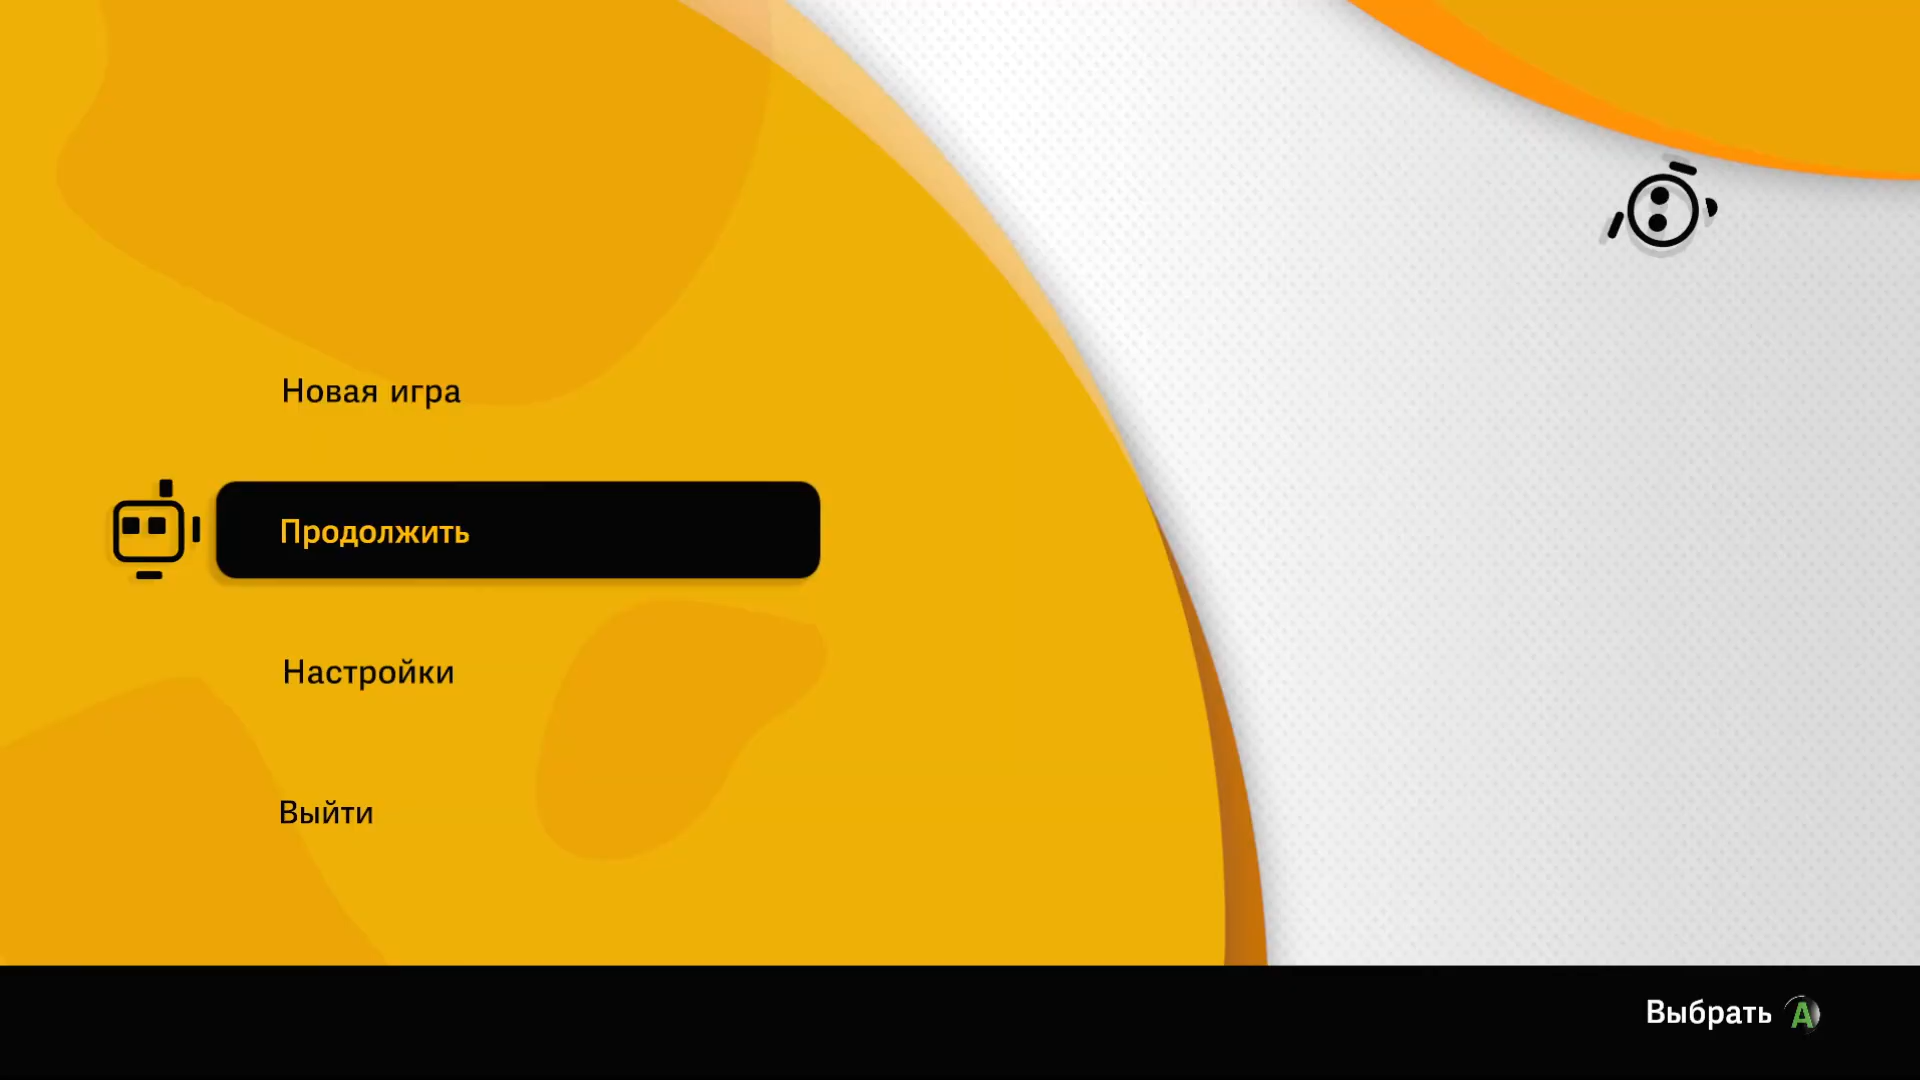 Новая игра
Продолжить
Настройки
Выйти
Выбрать A